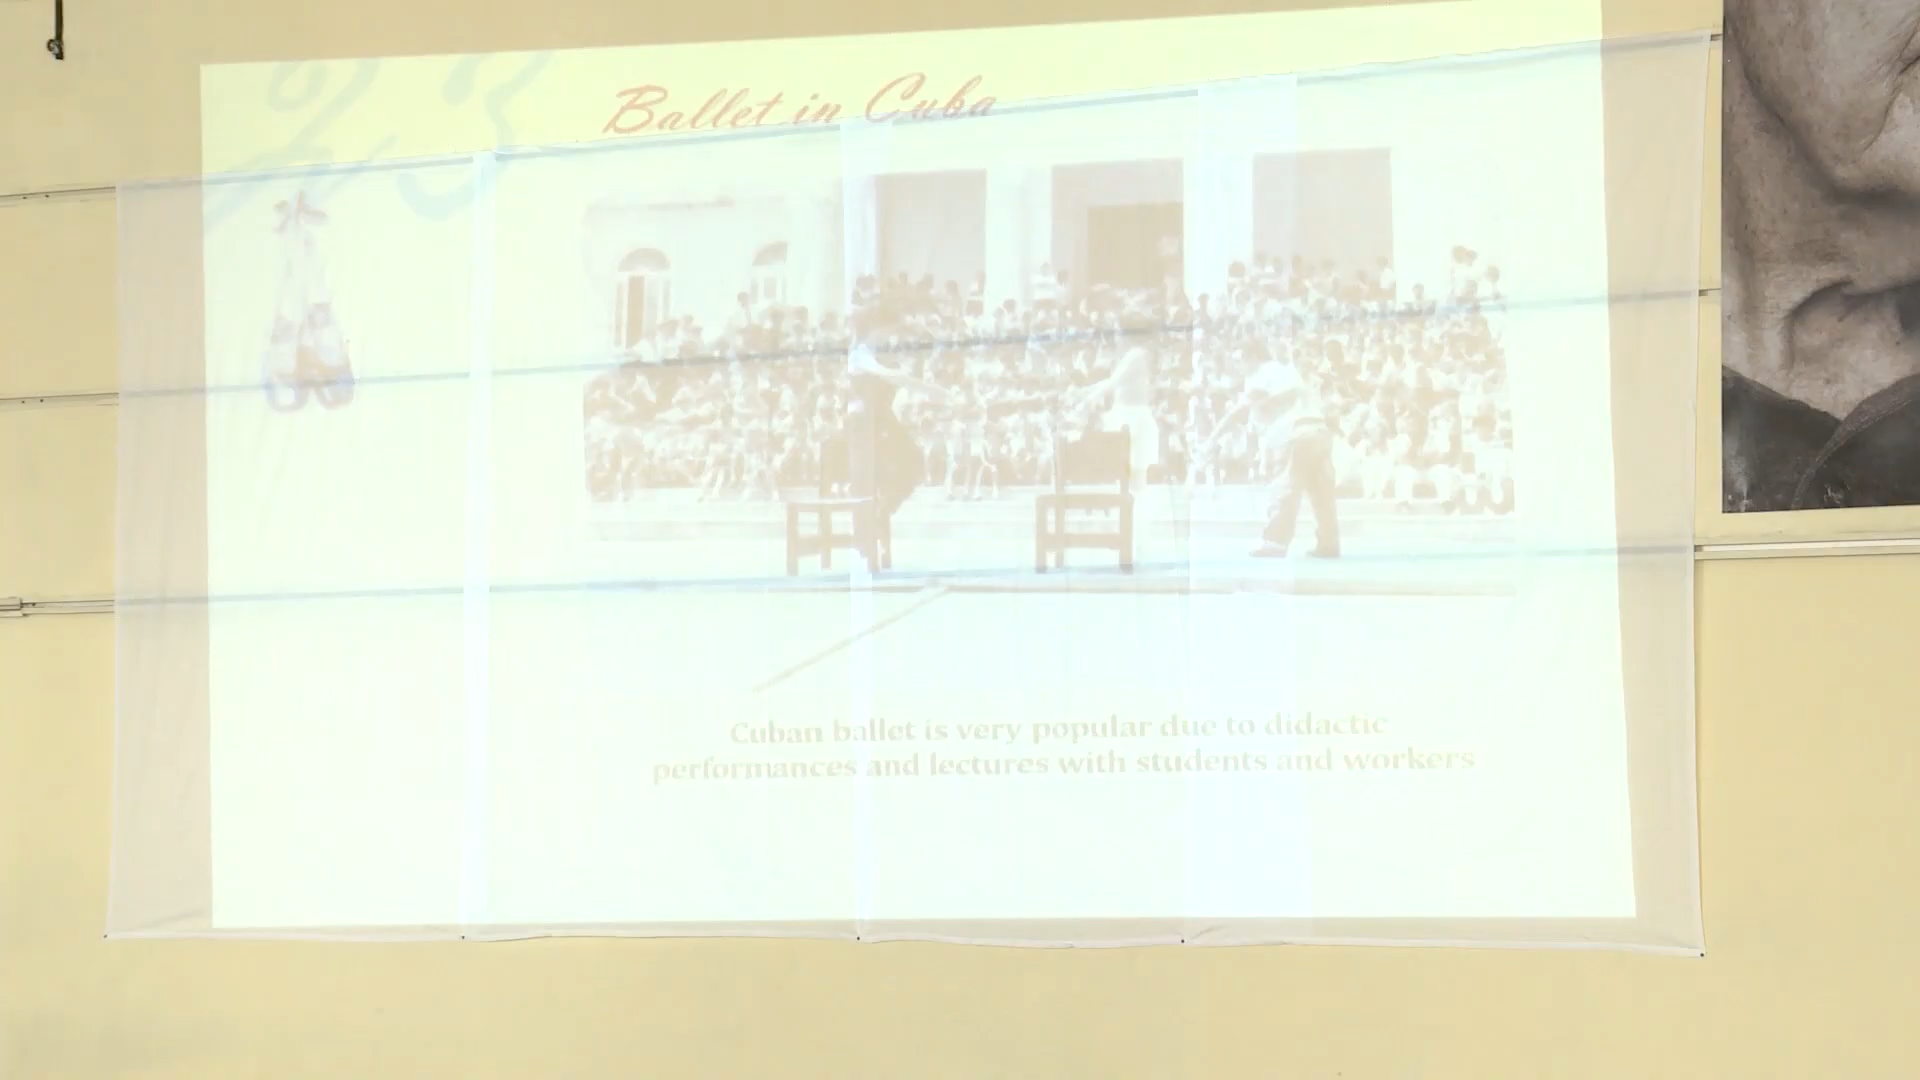 Ballet in Cuba
Cuban ballet is very popular due to didactic
performances and lectures with students and workers